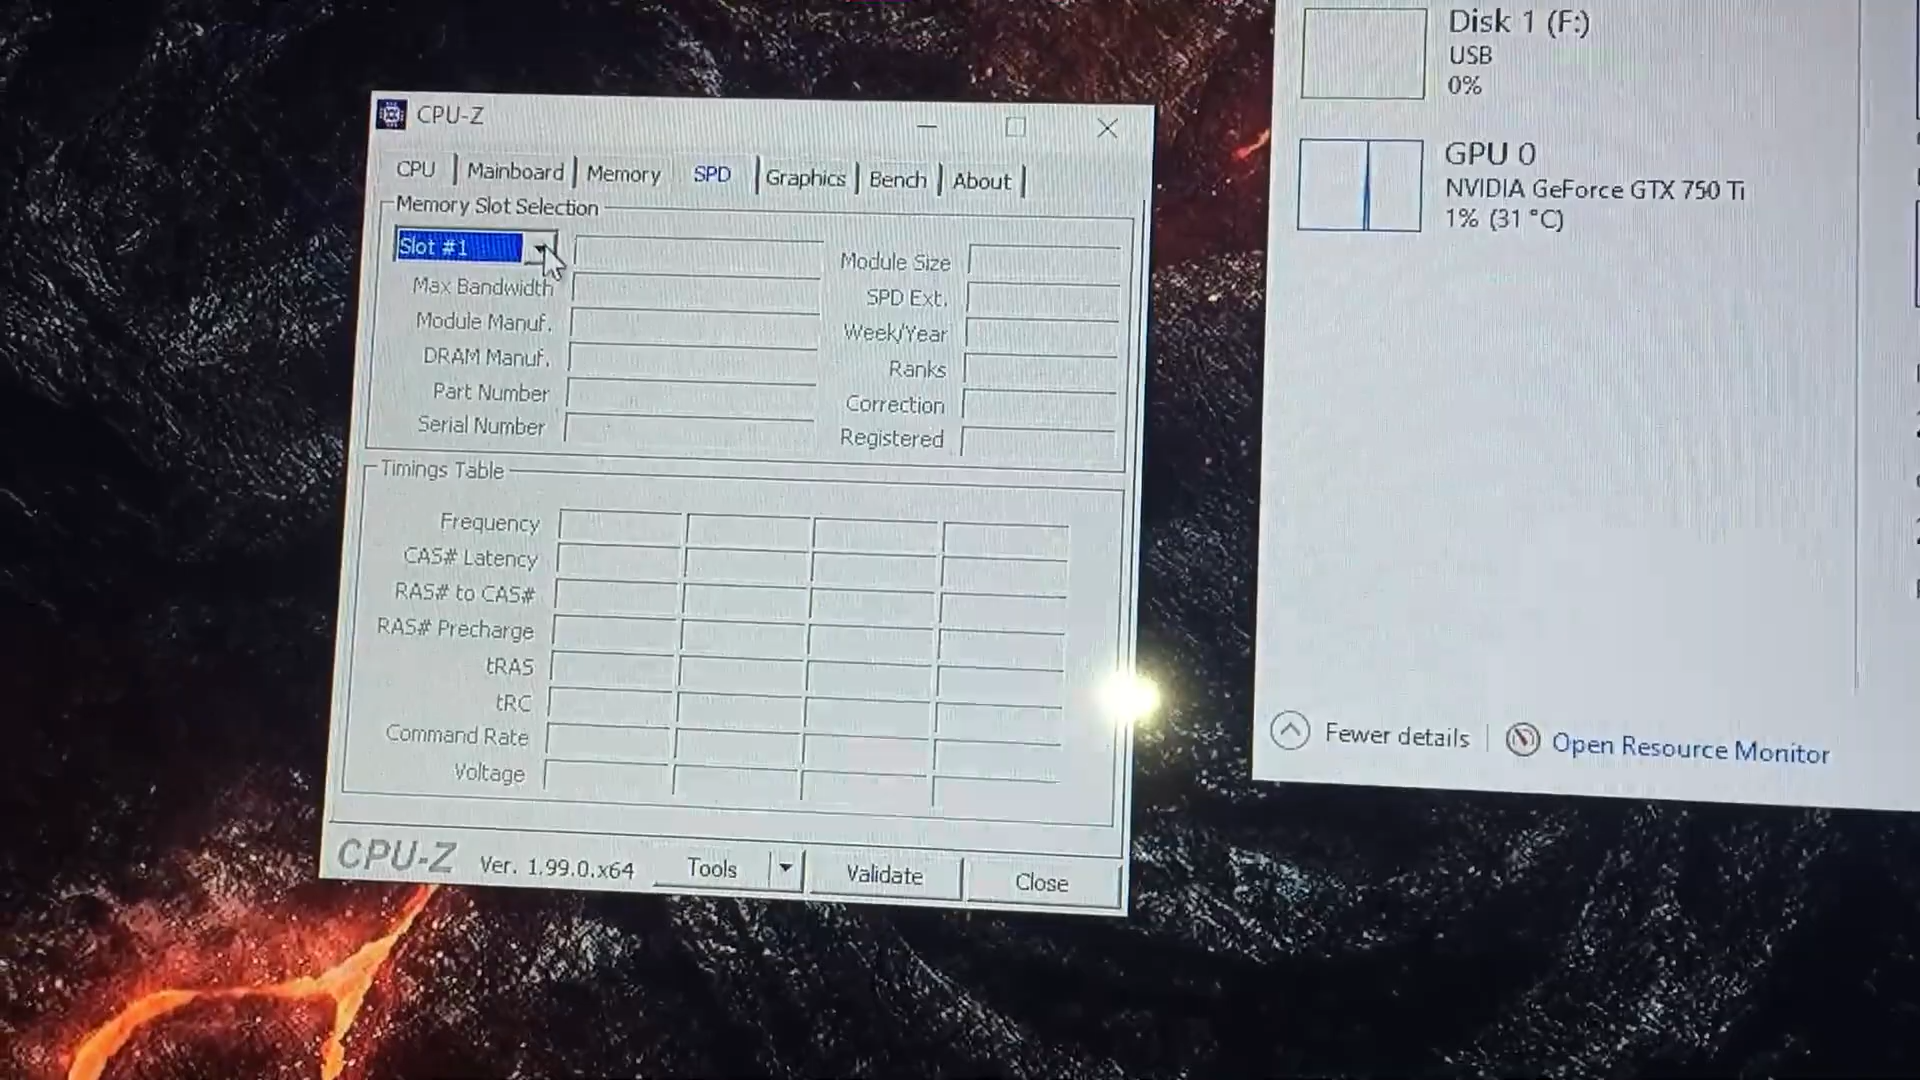 CPU-Z
CPU
Mainboard
Memory
SPD
Graphics
Bench
About
Memory Slot Selection
Slot #1
Max Bandwidth
Module Manuf.
DRAM Manuf.
Part Number
Serial Number
Module Size
SPD Ext.
Week/Year
Ranks
Correction
Registered
Timings Table
Frequency
CAS# Latency
RAS# to CAS#
RAS# Precharge
tRAS
tRC
Command Rate
Voltage
CPU-Z
Ver. 1.99.0.x64
Tools
Validate
Close
Disk 1 (F:)
USB
0%
GPU 0
NVIDIA GeForce GTX 750 Ti
1% (31 °C)
Fewer details
Open Resource Monitor